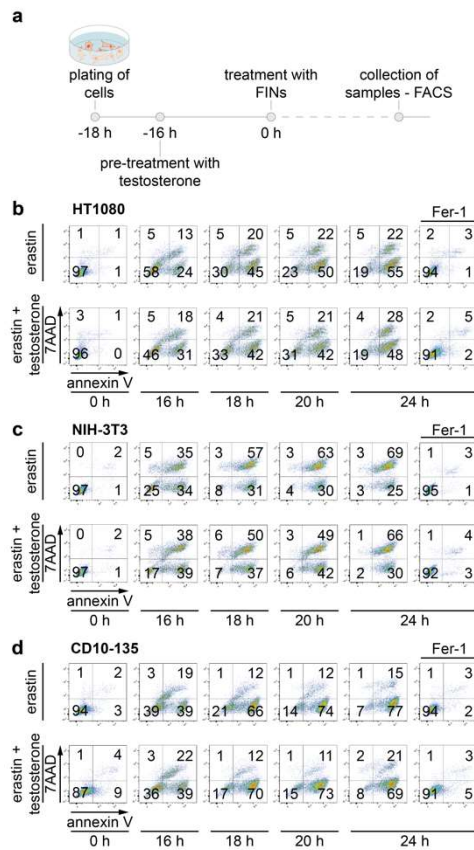 a
plating of cells
treatment with FINs
collection of samples - FACS
-18 h
-16 h
0 h
pre-treatment with testosterone
b
HT1080
Fer-1
erastin
1 1 5 13 5 20 5 22 5 22 2 3
97 1 58 24 30 45 23 50 19 55 94 1
erastin + testosterone
7AAD
3 1 5 18 4 21 5 21 4 28 2 5
96 0 46 31 33 42 31 42 19 48 91 2
annexin V
0 h 16 h 18 h 20 h 24 h
c
NIH-3T3
Fer-1
erastin
0 2 5 35 3 57 3 63 3 69 1 3
97 1 25 34 8 31 4 30 3 25 95 1
erastin + testosterone
7AAD
0 2 5 38 6 50 3 49 1 66 1 4
97 1 17 39 7 37 6 42 2 30 92 3
annexin V
0 h 16 h 18 h 20 h 24 h
d
CD10-135
Fer-1
erastin
1 2 3 19 1 12 1 12 1 15 1 3
94 3 39 39 21 66 14 74 7 77 94 2
erastin + testosterone
7AAD
1 4 3 22 1 12 1 11 2 21 1 3
87 9 36 39 17 70 15 73 8 69 91 5
annexin V
0 h 16 h 18 h 20 h 24 h